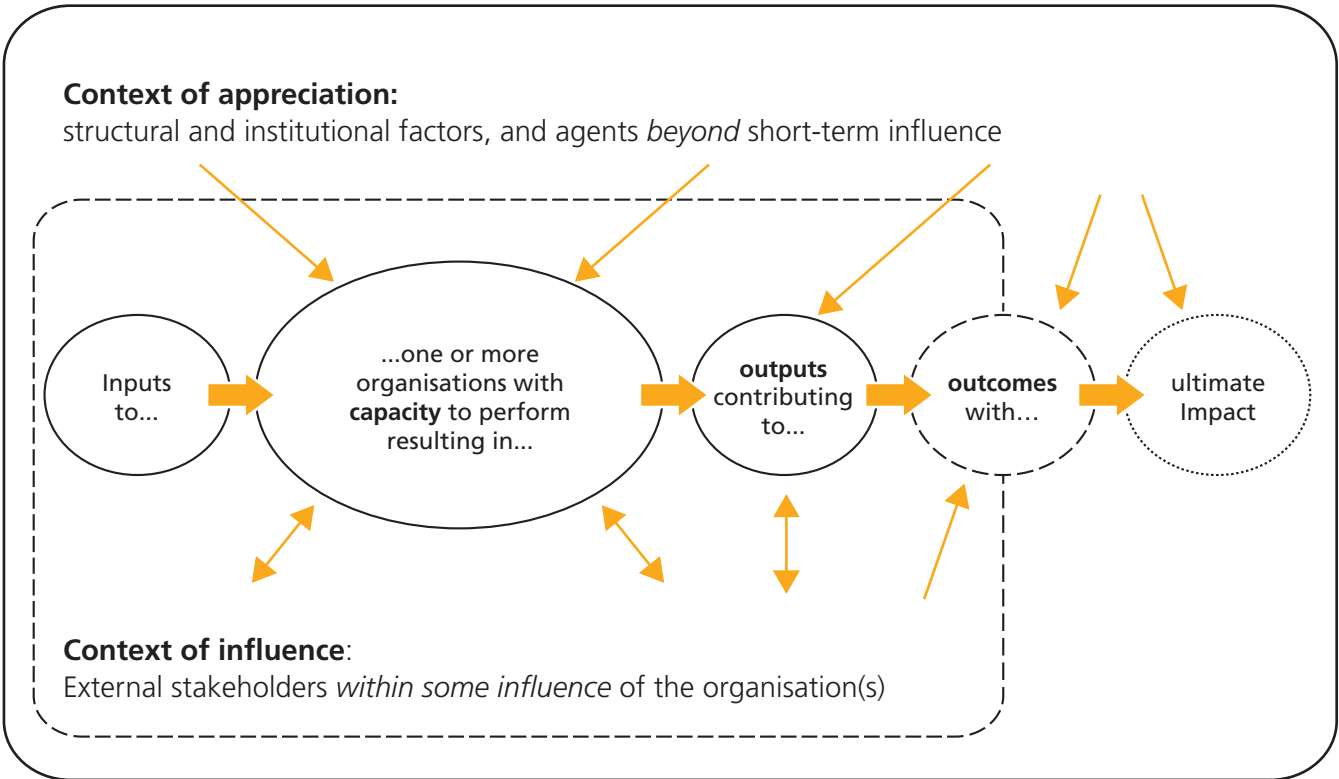 Context of appreciation:
structural and institutional factors, and agents beyond short-term influence
Inputs
to...
...one or more
organisations with
capacity to perform
resulting in...
outputs
contributing
to...
outcomes
with…
ultimate
Impact
Context of influence:
External stakeholders within some influence of the organisation(s)